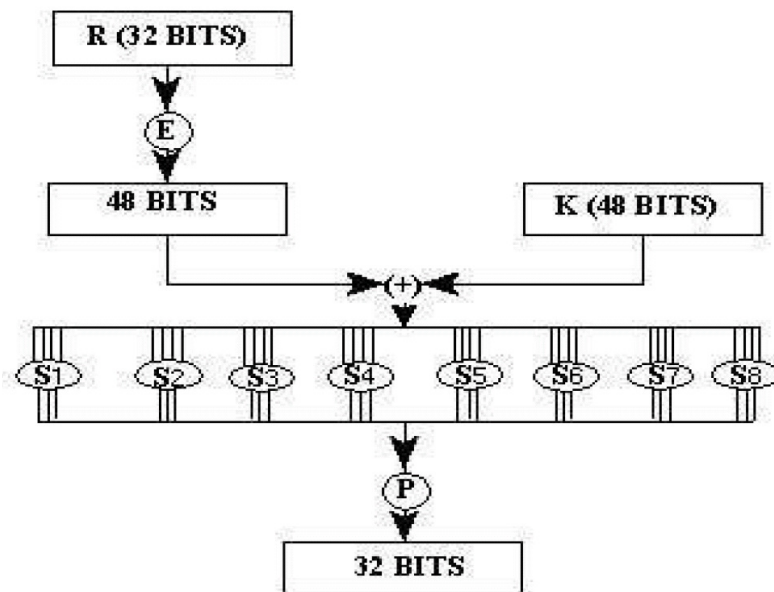 R (32 BITS)
E
48 BITS
K (48 BITS)
(+)
S1 S2 S3 S4 S5 S6 S7 S8
P
32 BITS